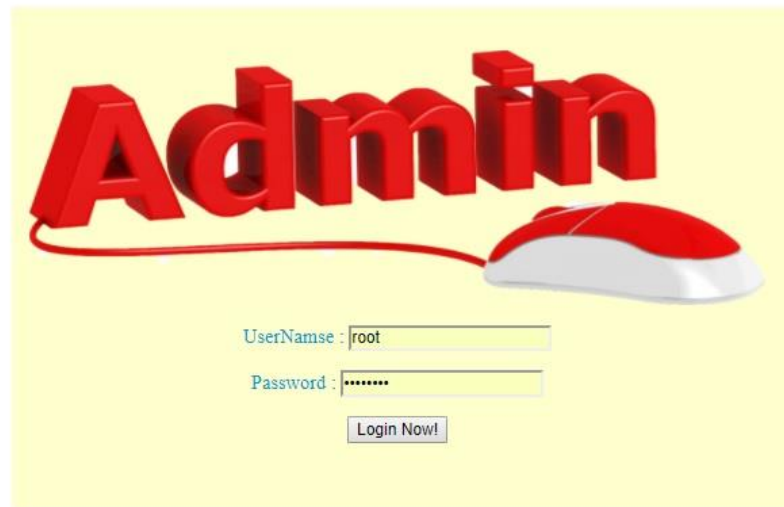 Admin
UserNamse : root
Password : ••••••••
Login Now!